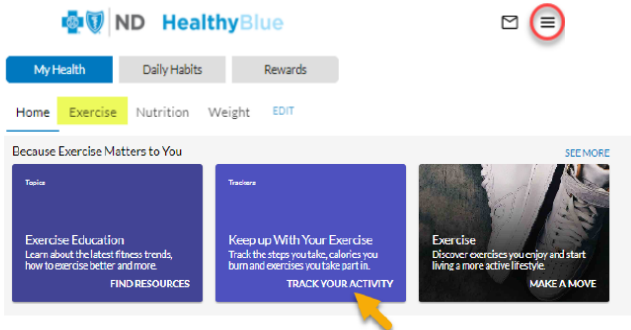 ND HealthyBlue
My Health Daily Habits Rewards
Home Exercise Nutrition Weight EDIT
Because Exercise Matters to You SEE MORE
Topics
Exercise Education
Learn about the latest fitness trends,
how to exercise better and more.
FIND RESOURCES
Trackers
Keep up With Your Exercise
Track the steps you take, calories you
burn and exercises you take part in.
TRACK YOUR ACTIVITY
Exercise
Discover exercises you enjoy and start
living a more active lifestyle.
MAKE A MOVE